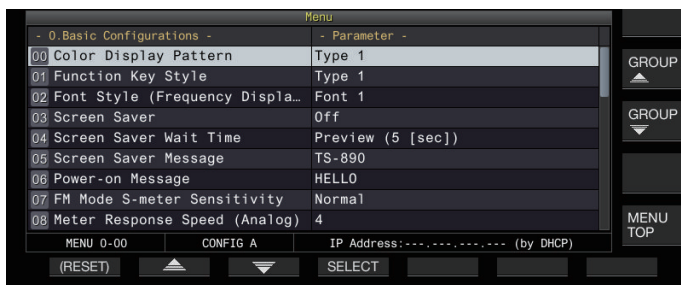 Menu
- 0.Basic Configurations - - Parameter -
00 Color Display Pattern Type 1
01 Function Key Style Type 1
02 Font Style (Frequency Displa… Font 1
03 Screen Saver Off
04 Screen Saver Wait Time Preview (5 [sec])
05 Screen Saver Message TS-890
06 Power-on Message HELLO
07 FM Mode S-meter Sensitivity Normal
08 Meter Response Speed (Analog) 4
MENU 0-00 CONFIG A IP Address:---.---.---.--- (by DHCP)
(RESET) SELECT
GROUP
GROUP
MENU
TOP